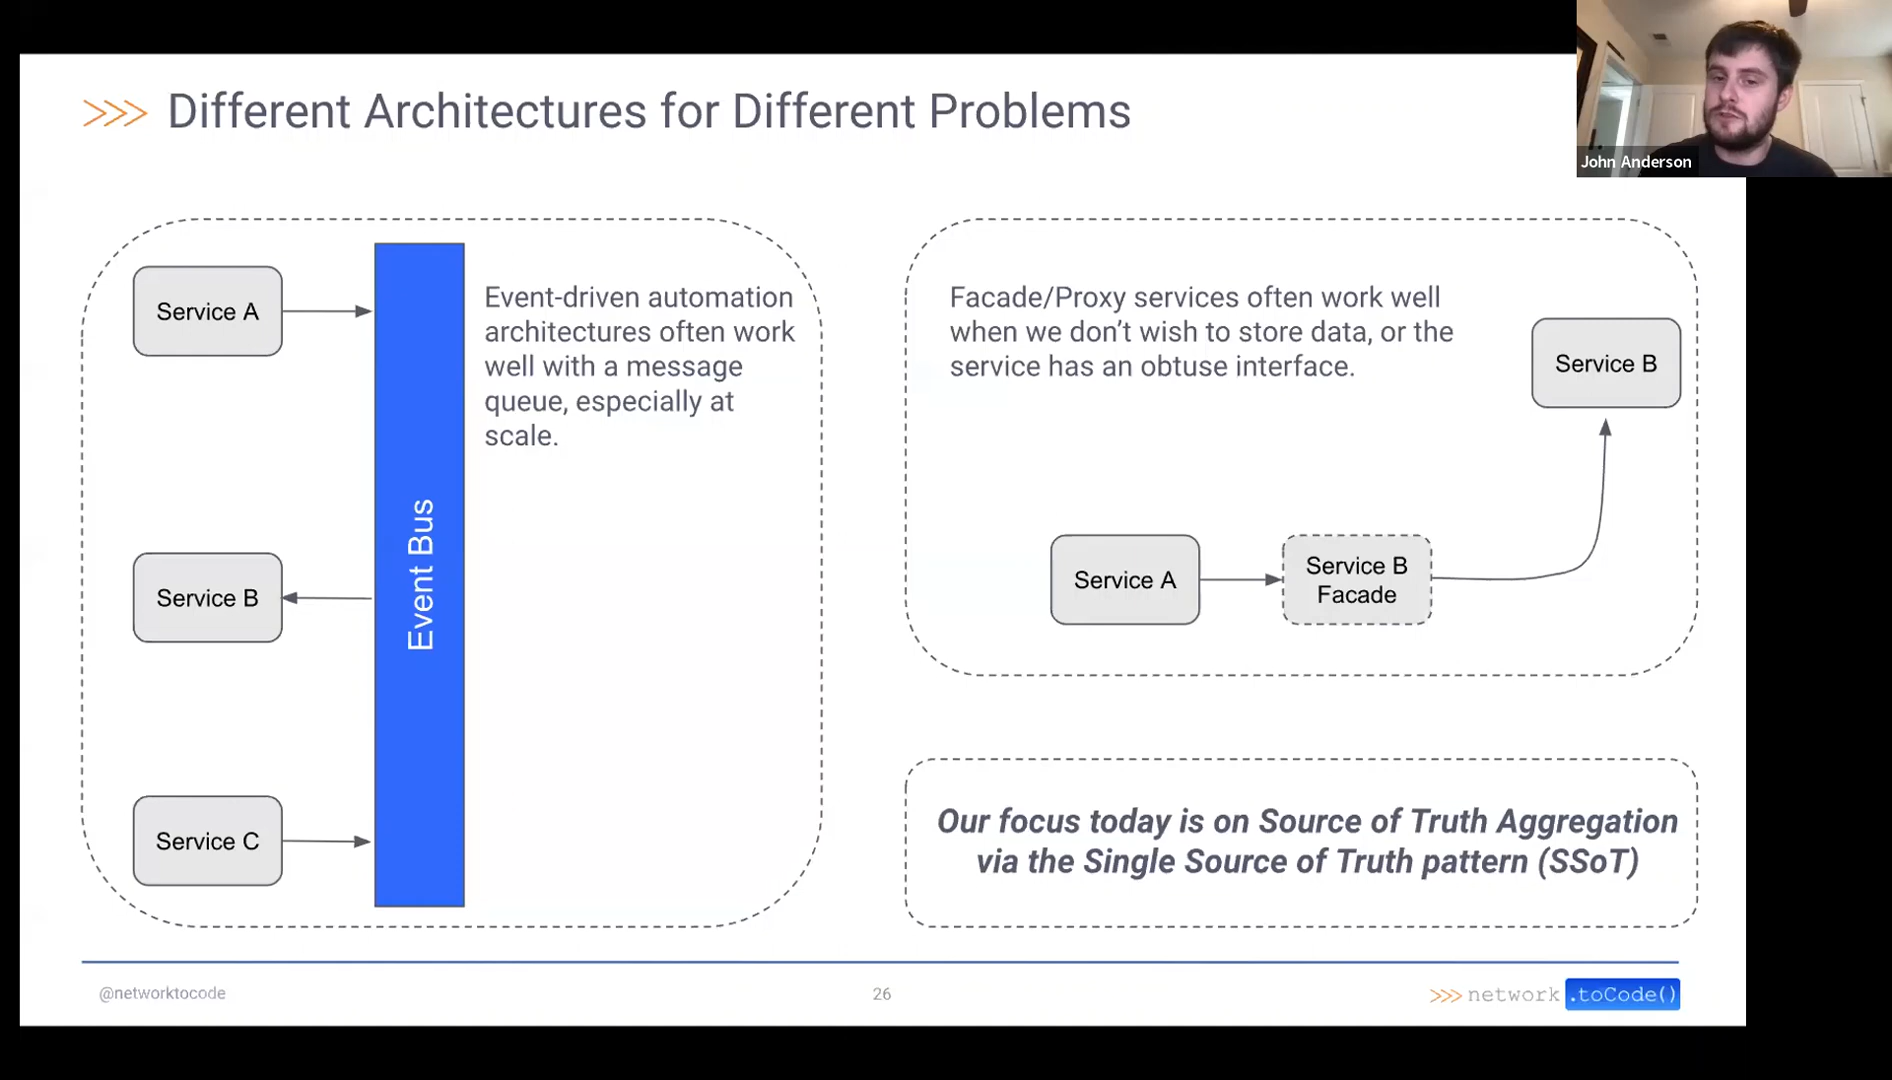 >>> Different Architectures for Different Problems
John Anderson
Service A
Service B
Service C
Event Bus
Event-driven automation
architectures often work
well with a message
queue, especially at
scale.
Facade/Proxy services often work well
when we don’t wish to store data, or the
service has an obtuse interface.
Service B
Service A
Service B
Facade
Our focus today is on Source of Truth Aggregation
via the Single Source of Truth pattern (SSoT)
@networktocode
26
>>> network .toCode()